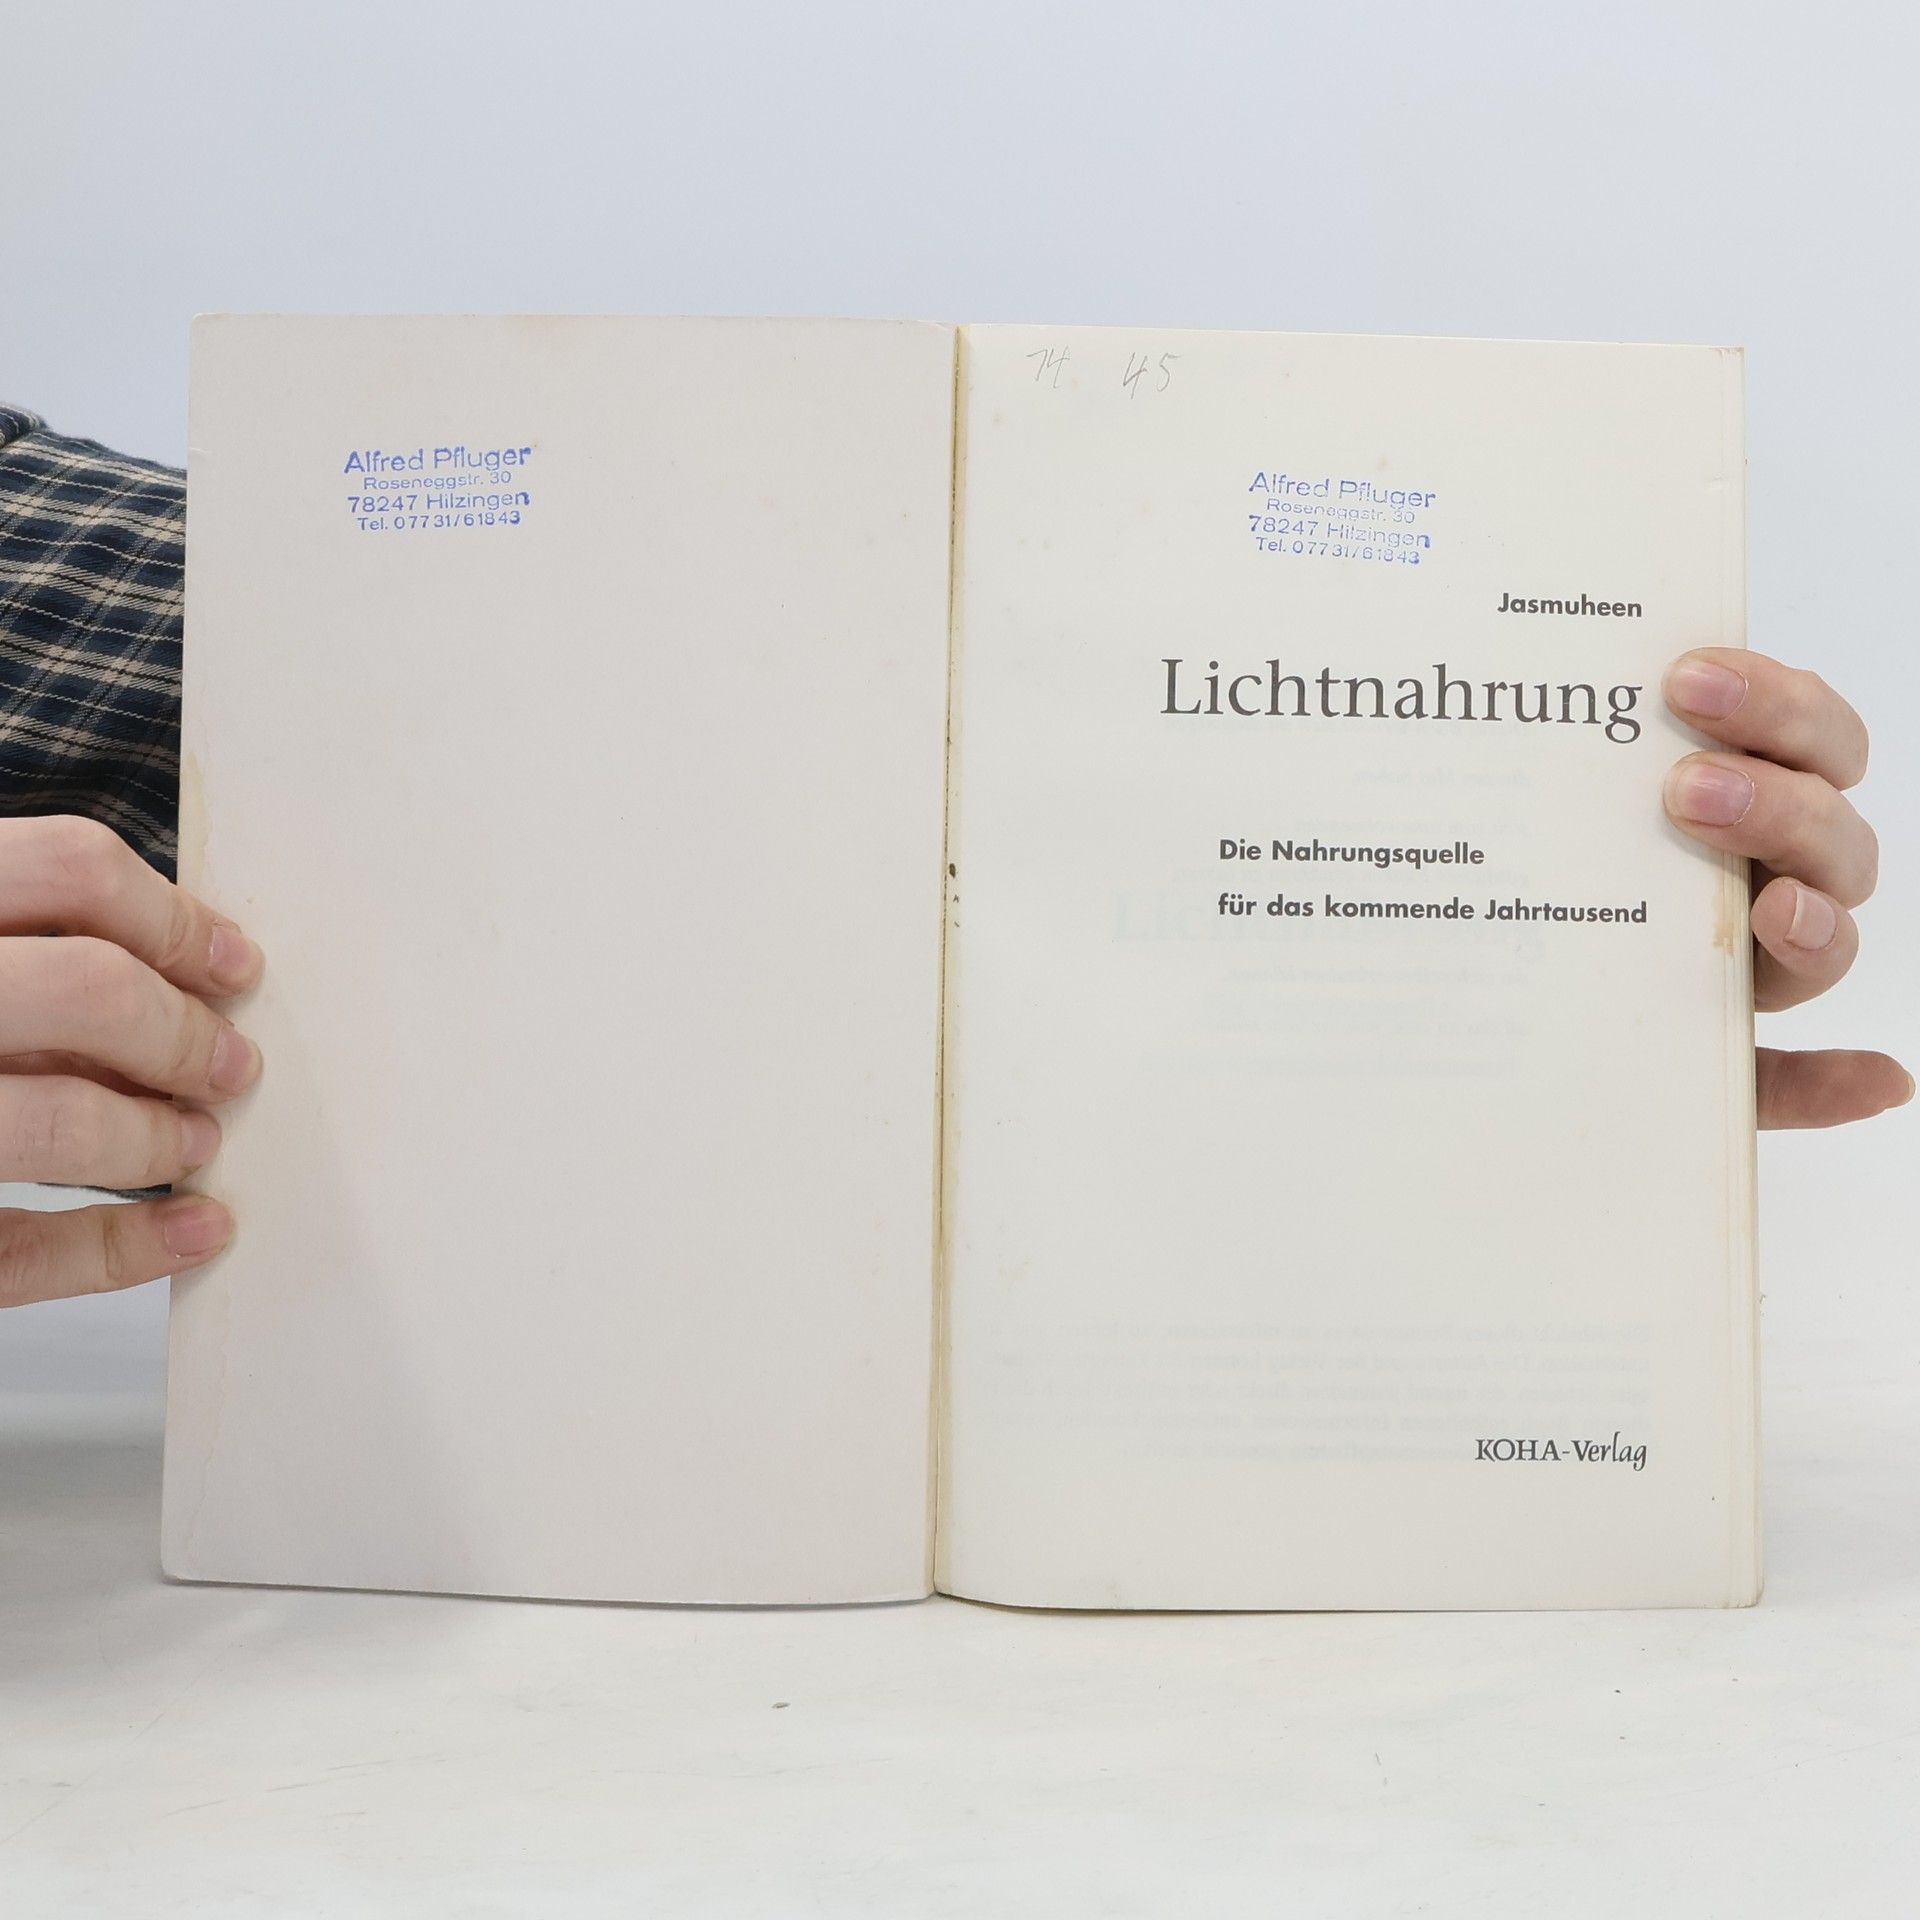 Alfred Pfluger
Roseneggstr. 30
78247 Hilzingen
Tel. 07731/61843
74 45
Alfred Pfluger
Roseneggstr. 30
78247 Hilzingen
Tel. 07731/61843
Jasmuheen
Lichtnahrung
Die Nahrungsquelle
für das kommende Jahrtausend
KOHA-Verlag